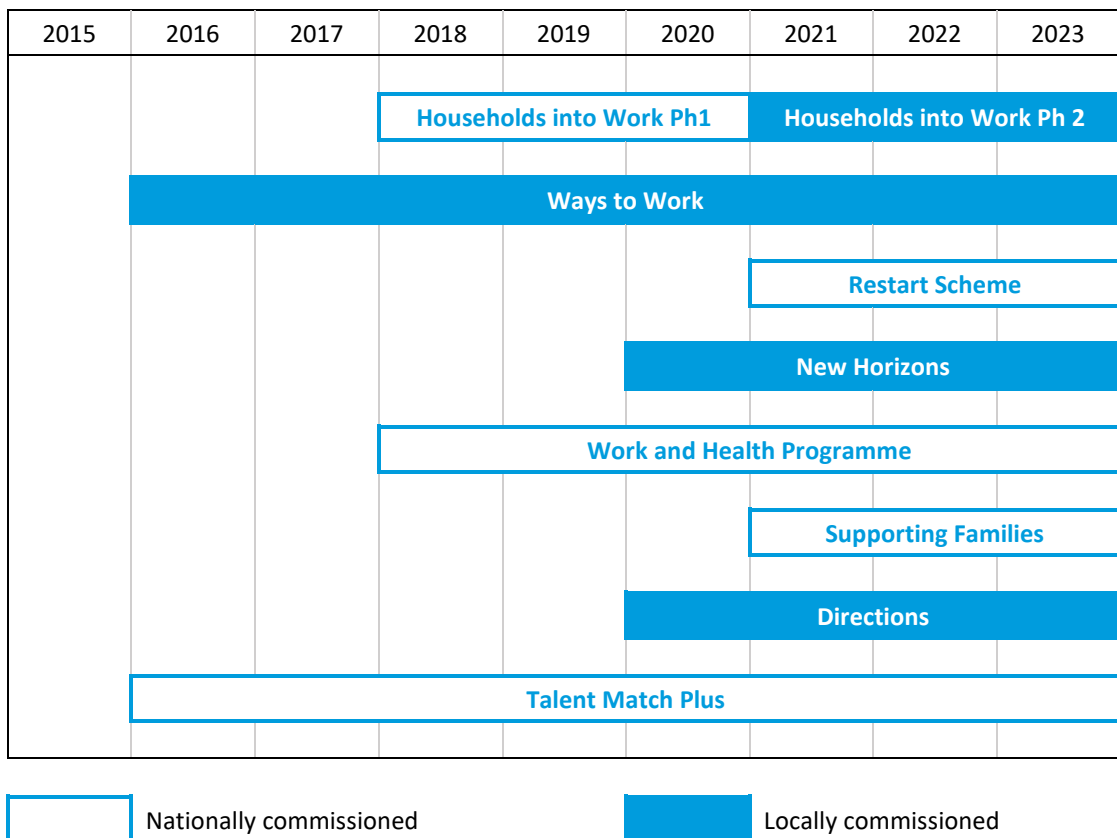 2015 2016 2017 2018 2019 2020 2021 2022 2023
Households into Work Ph1 Households into Work Ph 2
Ways to Work
Restart Scheme
New Horizons
Work and Health Programme
Supporting Families
Directions
Talent Match Plus
Nationally commissioned Locally commissioned